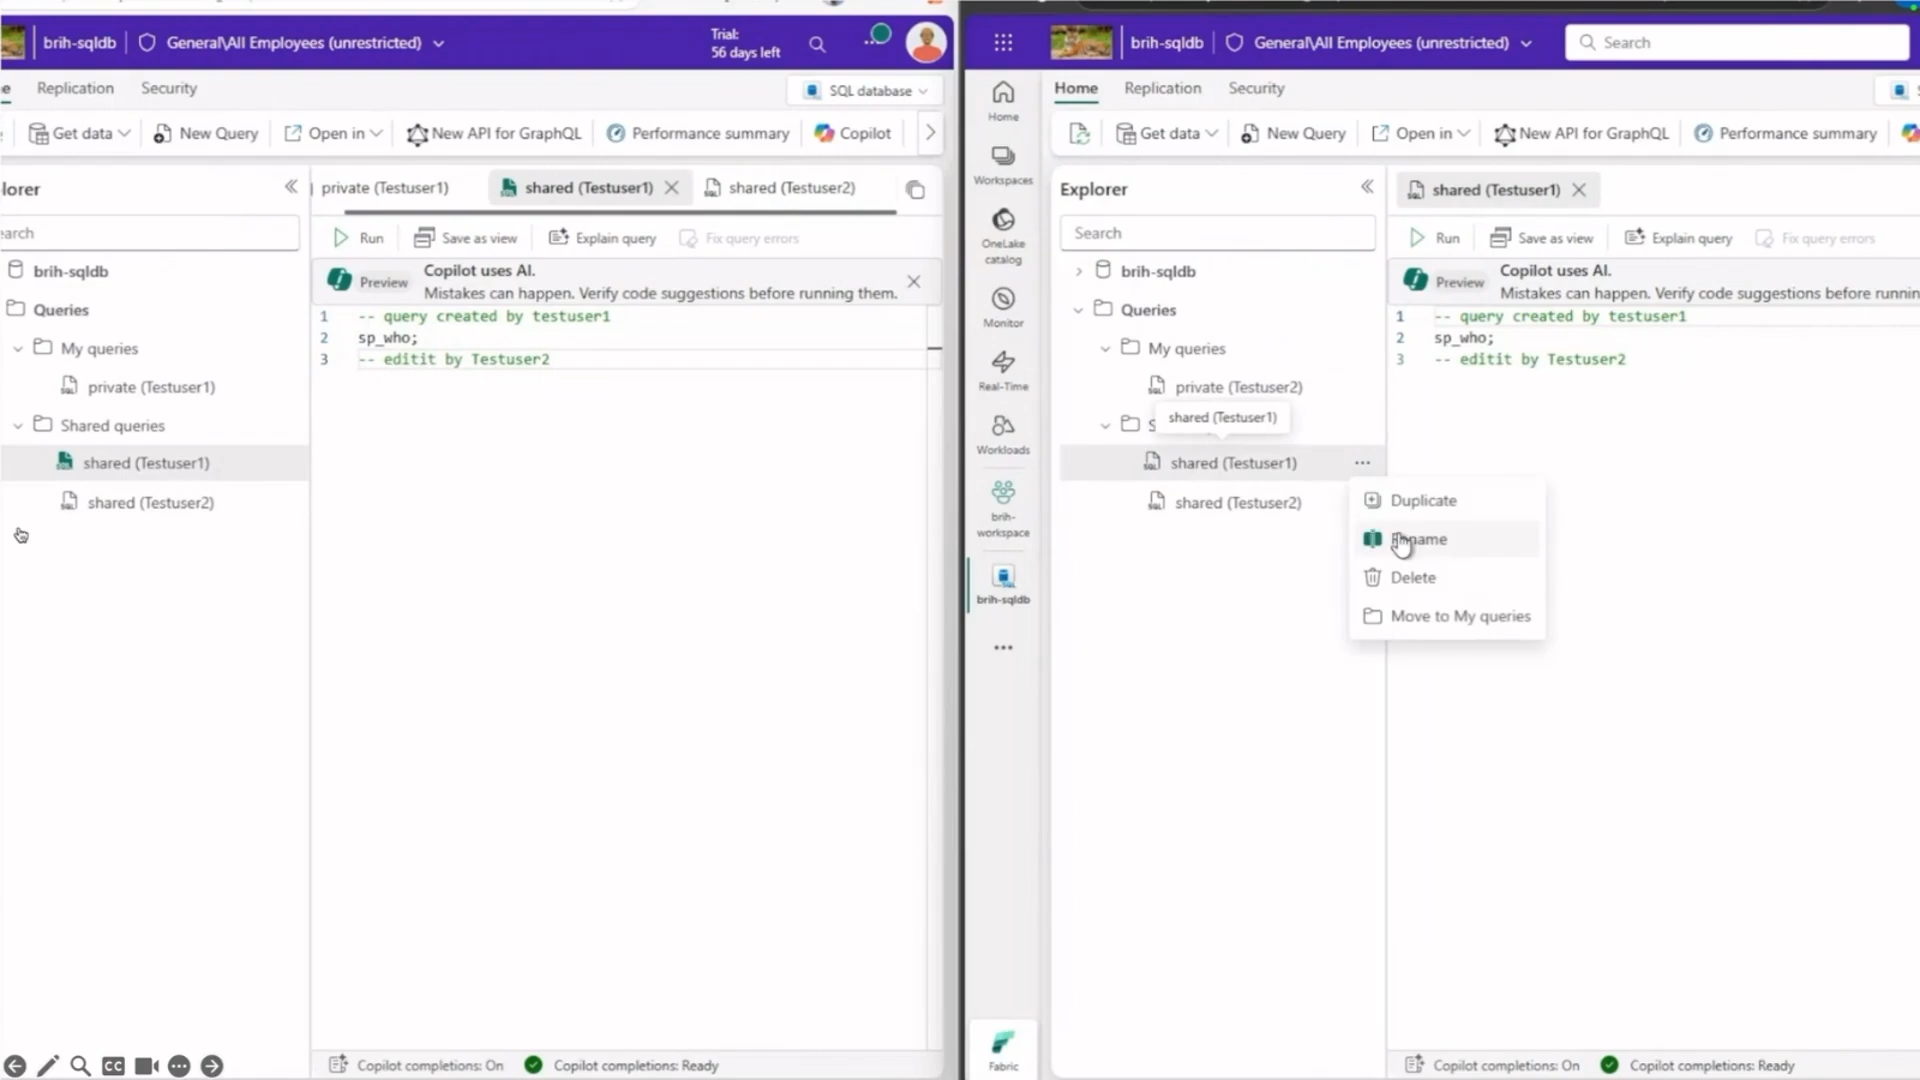 brih-sqldb
General\All Employees (unrestricted)
Trial:
56 days left
e
Replication
Security
SQL database
Get data
New Query
Open in
New API for GraphQL
Performance summary
Copilot
lorer
private (Testuser1)
shared (Testuser1)
shared (Testuser2)
earch
Run
Save as view
Explain query
Fix query errors
Preview
Copilot uses AI.
Mistakes can happen. Verify code suggestions before running them.
brih-sqldb
Queries
My queries
private (Testuser1)
Shared queries
shared (Testuser1)
shared (Testuser2)
1 -- query created by testuser1
2 sp_who;
3 -- editit by Testuser2
Copilot completions: On
Copilot completions: Ready
CC
brih-sqldb
General\All Employees (unrestricted)
Search
Home
Replication
Security
Get data
New Query
Open in
New API for GraphQL
Performance summary
Home
Workspaces
OneLake
catalog
Monitor
Real-Time
Workloads
brih-
workspace
brih-sqldb
Fabric
Explorer
Search
brih-sqldb
Queries
My queries
private (Testuser2)
shared (Testuser1)
S
shared (Testuser1)
shared (Testuser2)
Duplicate
name
Delete
Move to My queries
shared (Testuser1)
Run
Save as view
Explain query
Fix query errors
Preview
Copilot uses AI.
Mistakes can happen. Verify code suggestions before runnin
1 -- query created by testuser1
2 sp_who;
3 -- editit by Testuser2
Copilot completions: On
Copilot completions: Ready